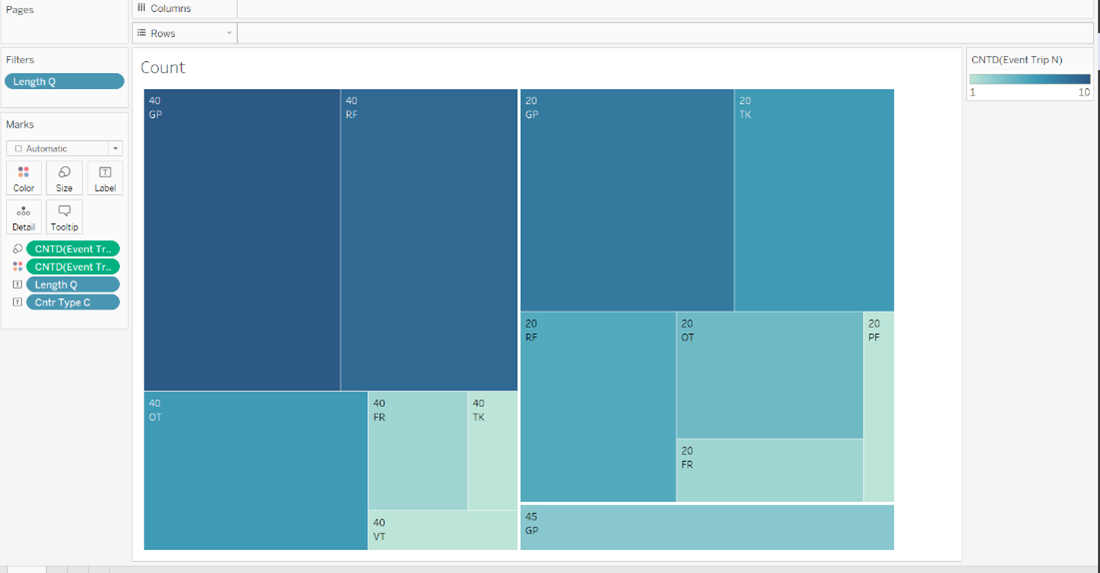 Pages
Columns
Rows
Filters
Length Q
Marks
Automatic
Color
Size
Label
Detail
Tooltip
CNTD(Event Tr..
CNTD(Event Tr..
Length Q
Cntr Type C
Count
40
GP
40
RF
40
OT
40
FR
40
TK
40
VT
20
GP
20
TK
20
RF
20
OT
20
PF
20
FR
45
GP
CNTD(Event Trip N)
1
10